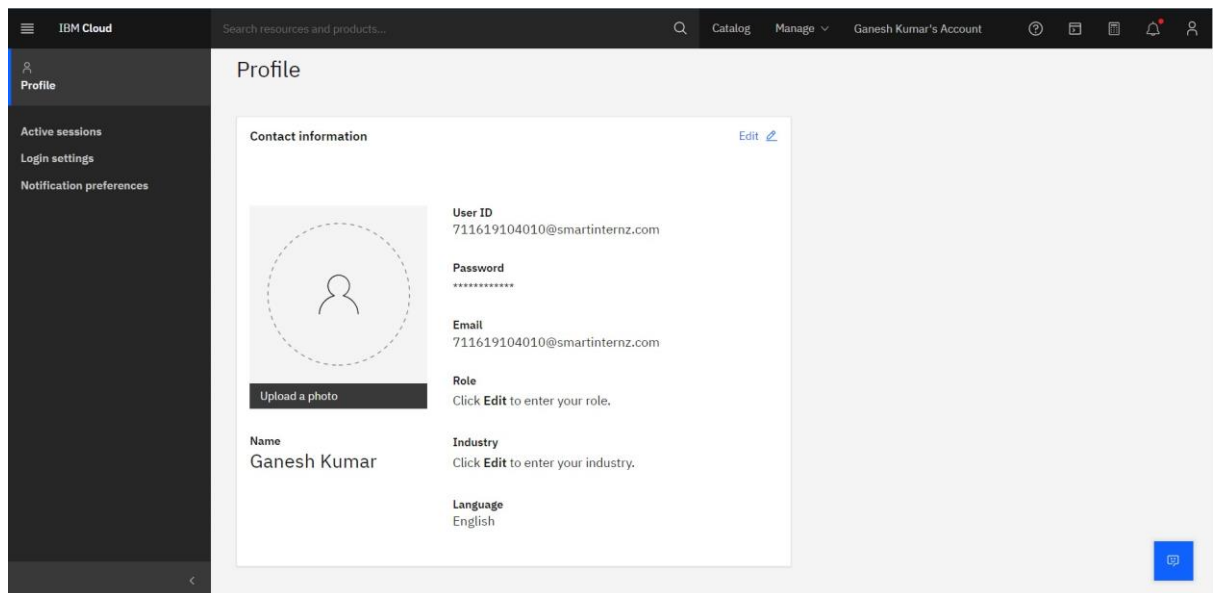 IBM Cloud
Search resources and products...
Catalog
Manage
Ganesh Kumar's Account
Profile
Active sessions
Login settings
Notification preferences
Profile
Contact information
Edit
Upload a photo
Name
Ganesh Kumar
User ID
711619104010@smartinternz.com
Password
************
Email
711619104010@smartinternz.com
Role
Click Edit to enter your role.
Industry
Click Edit to enter your industry.
Language
English